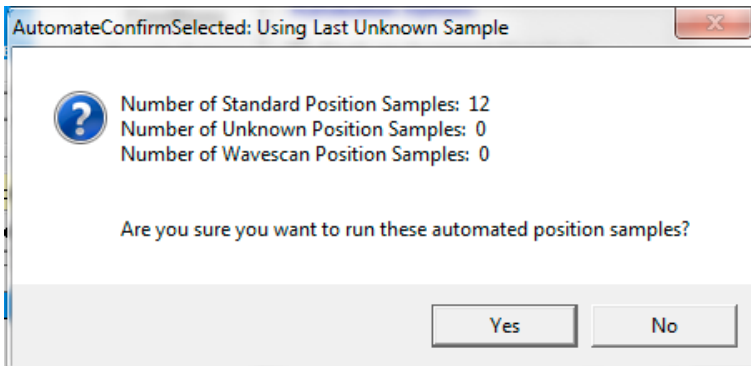 AutomateConfirmSelected: Using Last Unknown Sample
Number of Standard Position Samples: 12
Number of Unknown Position Samples: 0
Number of Wavescan Position Samples: 0
Are you sure you want to run these automated position samples?
Yes
No